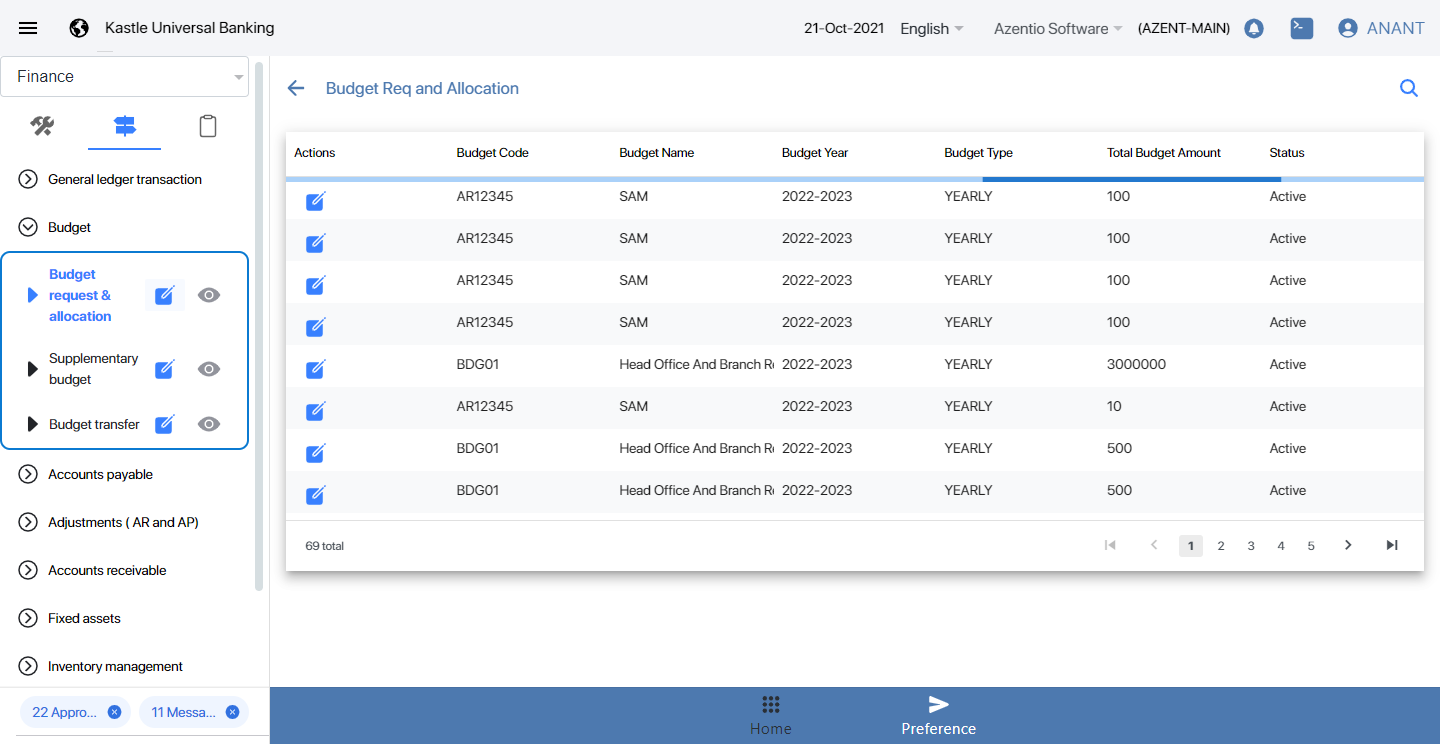 Kastle Universal Banking
21-Oct-2021
English
Azentio Software
(AZENT-MAIN)
ANANT
Finance
General ledger transaction
Budget
Budget
request &
allocation
Supplementary
budget
Budget transfer
Accounts payable
Adjustments ( AR and AP)
Accounts receivable
Fixed assets
Inventory management
22 Appro...
11 Messa...
Budget Req and Allocation
Actions Budget Code Budget Name Budget Year Budget Type Total Budget Amount Status
AR12345 SAM 2022-2023 YEARLY 100 Active
AR12345 SAM 2022-2023 YEARLY 100 Active
AR12345 SAM 2022-2023 YEARLY 100 Active
AR12345 SAM 2022-2023 YEARLY 100 Active
BDG01 Head Office And Branch 2022-2023 YEARLY 3000000 Active
AR12345 SAM 2022-2023 YEARLY 10 Active
BDG01 Head Office And Branch 2022-2023 YEARLY 500 Active
BDG01 Head Office And Branch 2022-2023 YEARLY 500 Active
69 total
1 2 3 4 5
Home
Preference